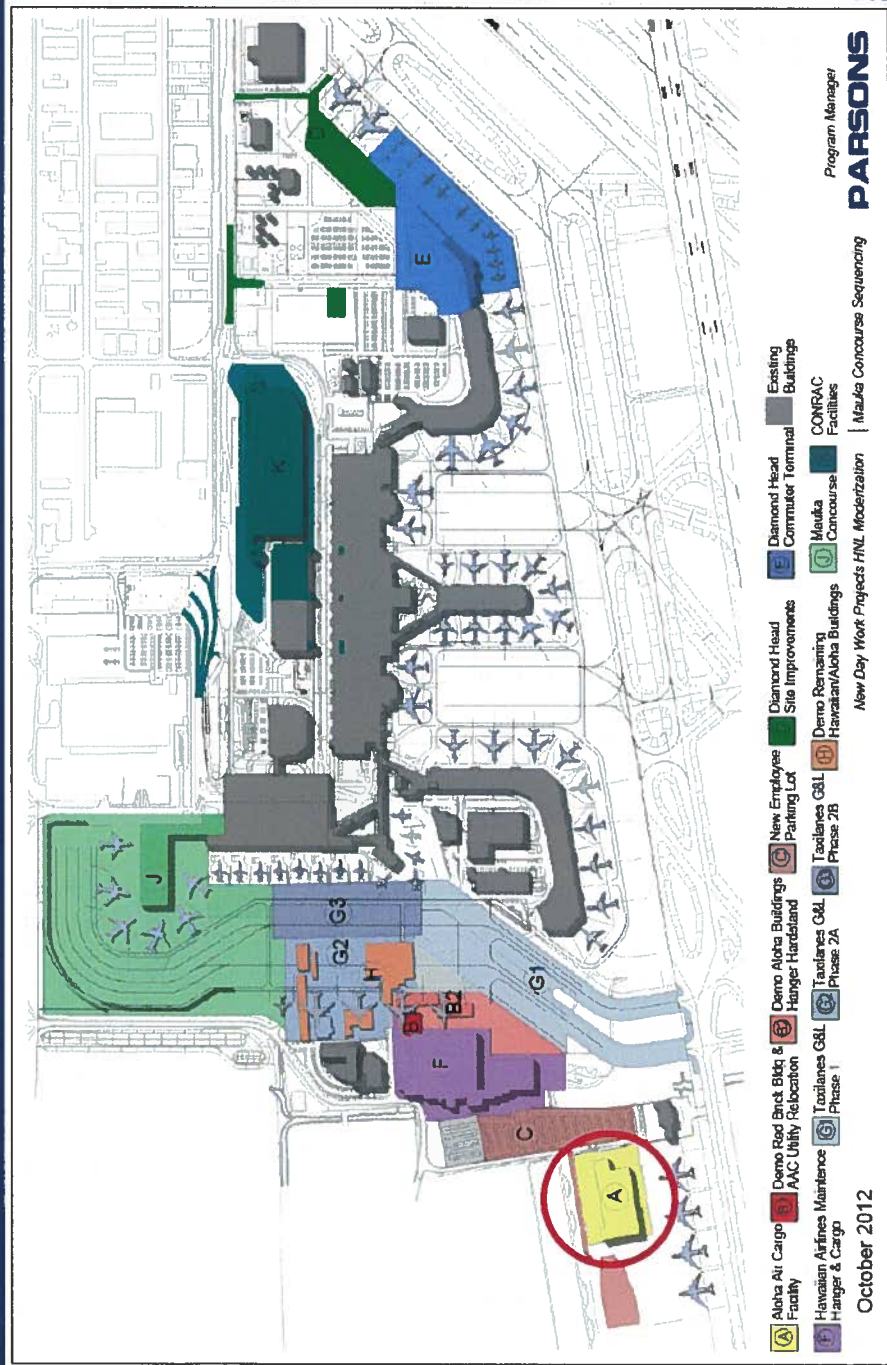 J
K
E
G3
G2
H
B2
G1
F
C
A
A Aloha Air Cargo
Facility
Demo Red Brick Bldg &
AAC Utility Relocation
Demo Aloha Buildings
Hanger Hardstand
C New Employee
Parking Lot
Diamond Head
Site Improvements
E Diamond Head
Commuter Terminal
Existing
Buildings
F Hawaiian Airlines Maintence
Hanger & Cargo
Taxilanes G&L
Phase 1
G2 Taxilanes G&L
Phase 2A
Taxilanes G&L
Phase 2B
H Demo Remaining
Hawaiian/Aloha Buildings
J Mauka
Concourse
CONRAC
Facilities
October 2012
New Day Work Projects HNL Moderization | Mauka Concourse Sequencing
Program Manager
PARSONS